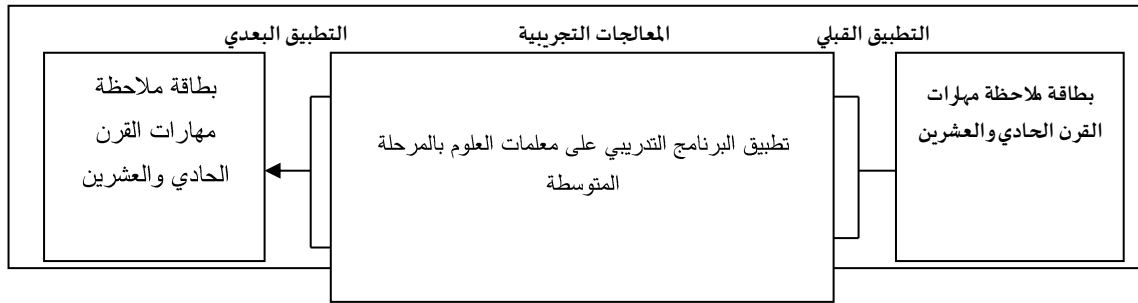 التطبيق القبلي
المعالجات التجريبية
التطبيق البعدي
بطاقة ملاحظة مهارات
القرن الحادي والعشرين
تطبيق البرنامج التدريبي على معلمات العلوم بالمرحلة
المتوسطة
بطاقة ملاحظة
مهارات القرن
الحادي والعشرين